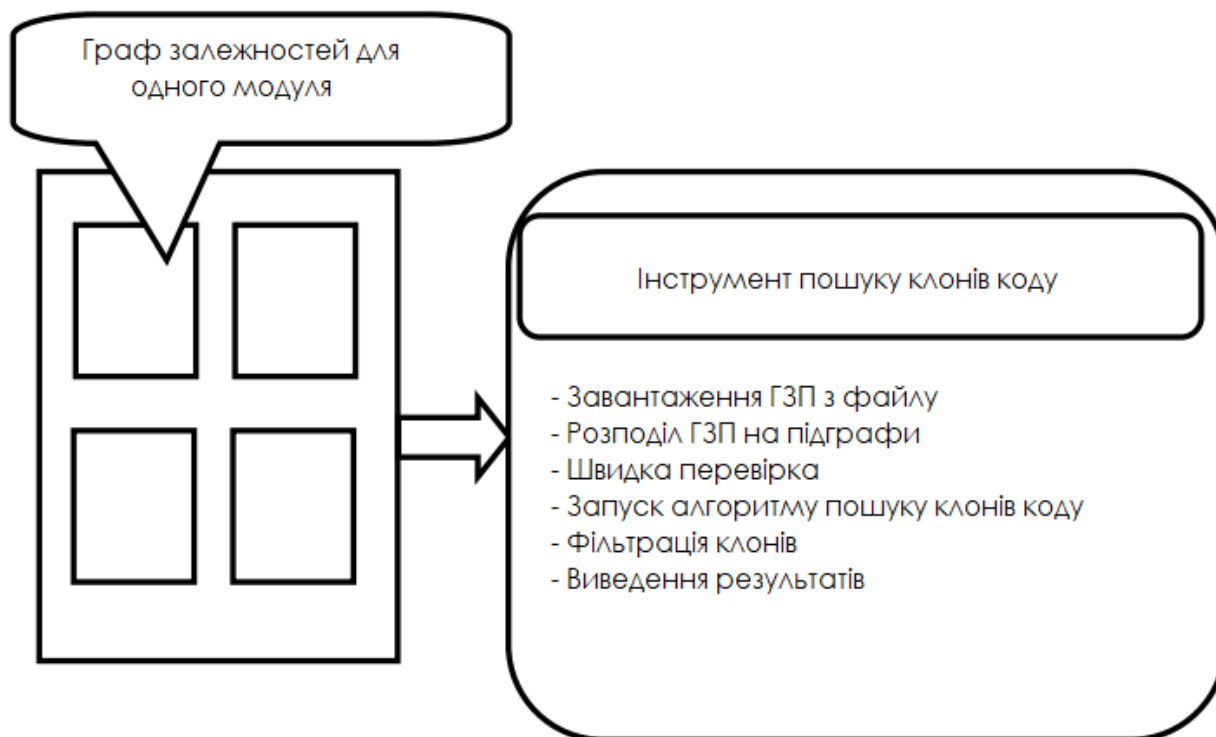 Граф залежностей для
одного модуля
Інструмент пошуку клонів коду
- Завантаження ГЗП з файлу
- Розподіл ГЗП на підграфи
- Швидка перевірка
- Запуск алгоритму пошуку клонів коду
- Фільтрація клонів
- Виведення результатів